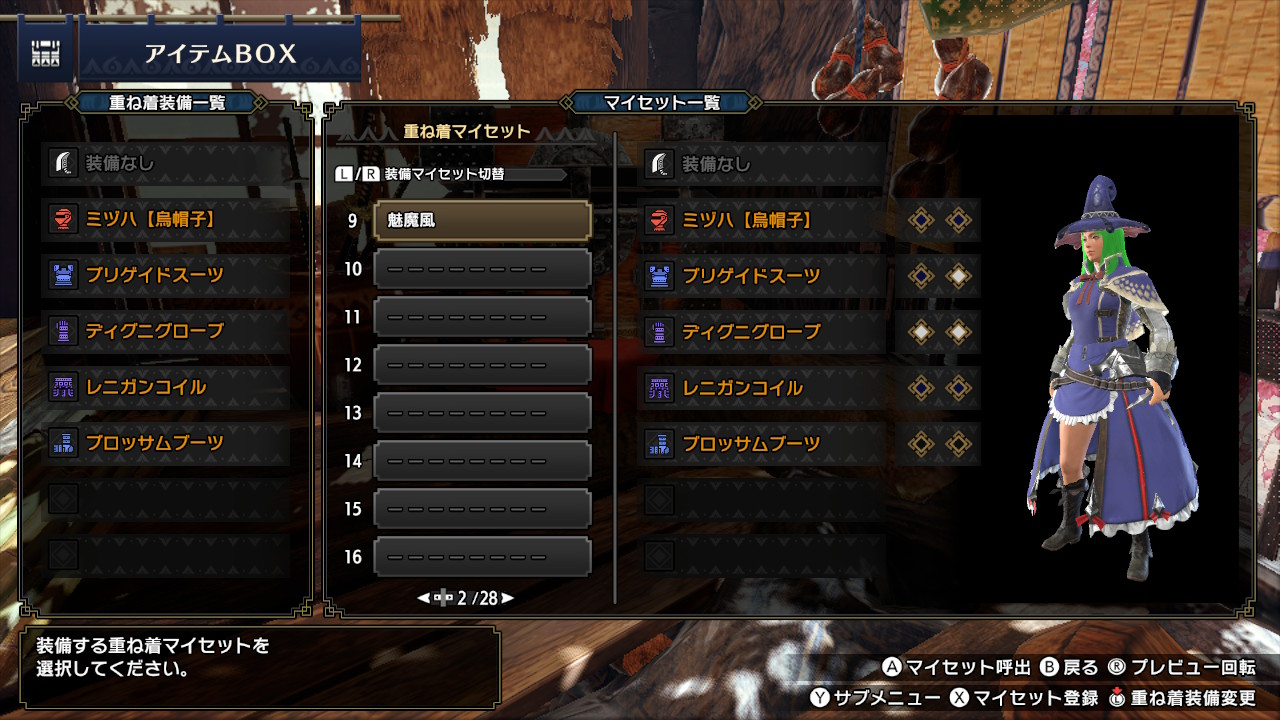 アイテムBOX
重ね着装備一覧
装備なし
ミヅハ【烏帽子】
ブリゲイドスーツ
ディグニグローブ
レニガンコイル
ブロッサムブーツ
マイセット一覧
重ね着マイセット
L/R 装備マイセット切替
9 魅魔風
10 ――――――――
11 ――――――――
12 ――――――――
13 ――――――――
14 ――――――――
15 ――――――――
16 ――――――――
2/28
装備なし
ミヅハ【烏帽子】
ブリゲイドスーツ
ディグニグローブ
レニガンコイル
ブロッサムブーツ
装備する重ね着マイセットを
選択してください。
Aマイセット呼出 B戻る Rプレビュー回転
Yサブメニュー Xマイセット登録 L重ね着装備変更